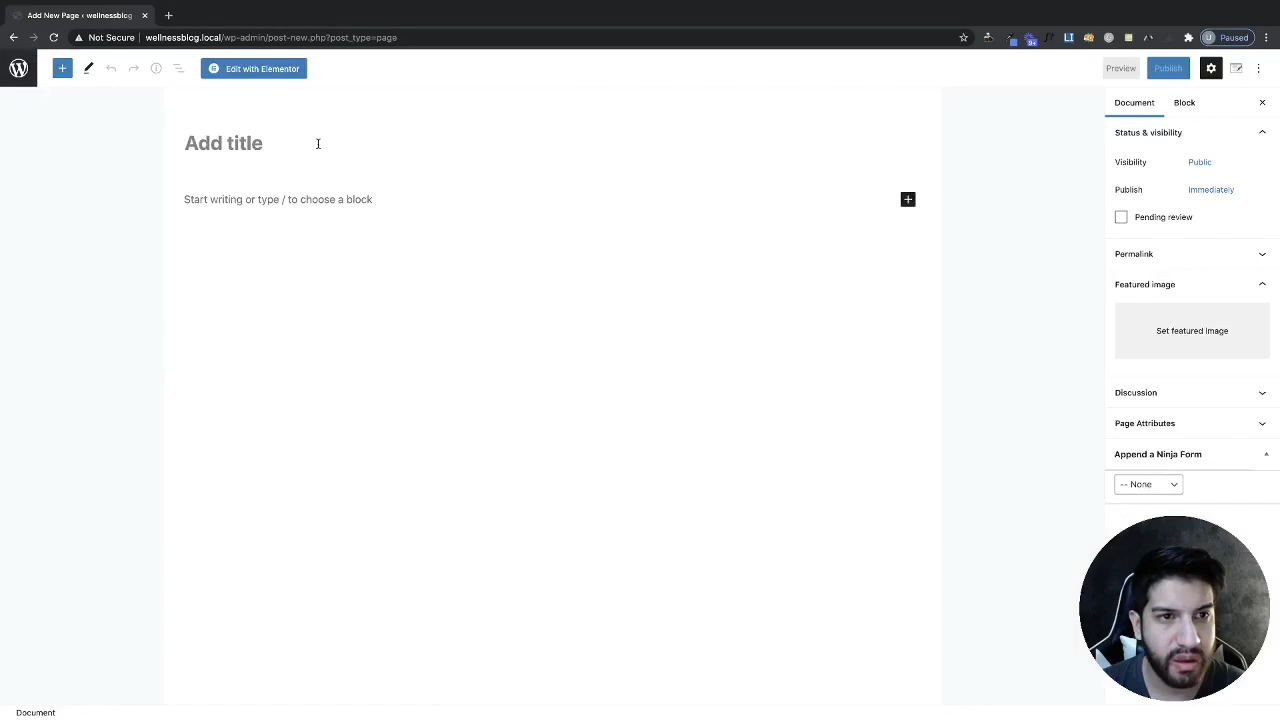 Add New Page ‹ wellnessblog
Not Secure
wellnessblog.local/wp-admin/post-new.php?post_type=page
9+
LI
Paused
Edit with Elementor
Preview
Publish
Add title
Start writing or type / to choose a block
Document
Block
Status & visibility
Visibility
Public
Publish
Immediately
Pending review
Permalink
Featured image
Set featured image
Discussion
Page Attributes
Append a Ninja Form
-- None
Document